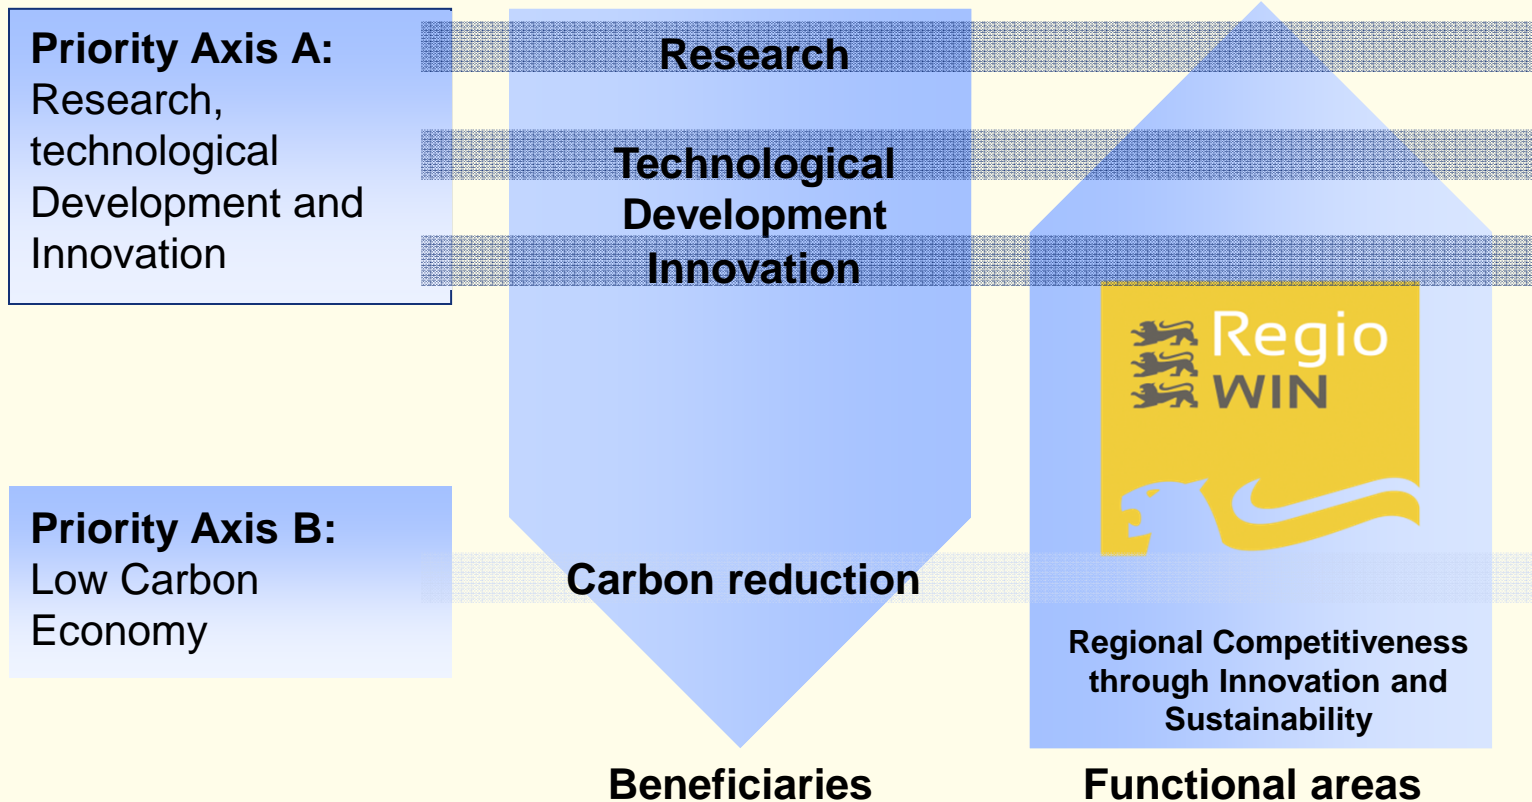 Priority Axis A:
Research,
technological
Development and
Innovation
Research
Technological
Development
Innovation
Regio
WIN
Priority Axis B:
Low Carbon
Economy
Carbon reduction
Regional Competitiveness
through Innovation and
Sustainability
Beneficiaries
Functional areas